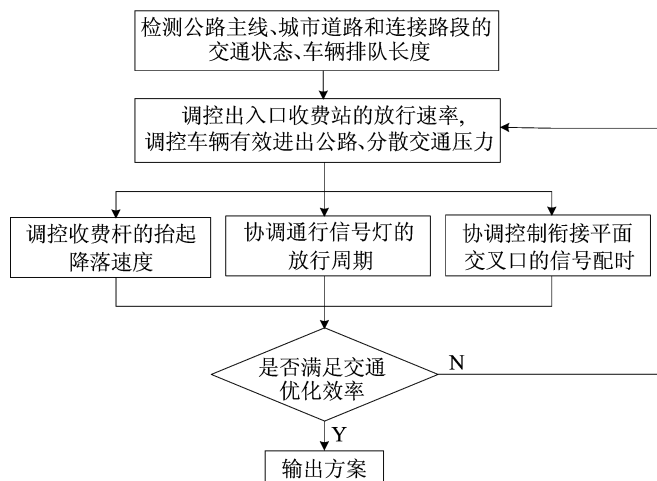 检测公路主线、城市道路和连接路段的
交通状态、车辆排队长度
调控出入口收费站的放行速率,
调控车辆有效进出公路、分散交通压力
调控收费杆的抬起
降落速度
协调通行信号灯的
放行周期
协调控制衔接平面
交叉口的信号配时
是否满足交通
优化效率
N
Y
输出方案